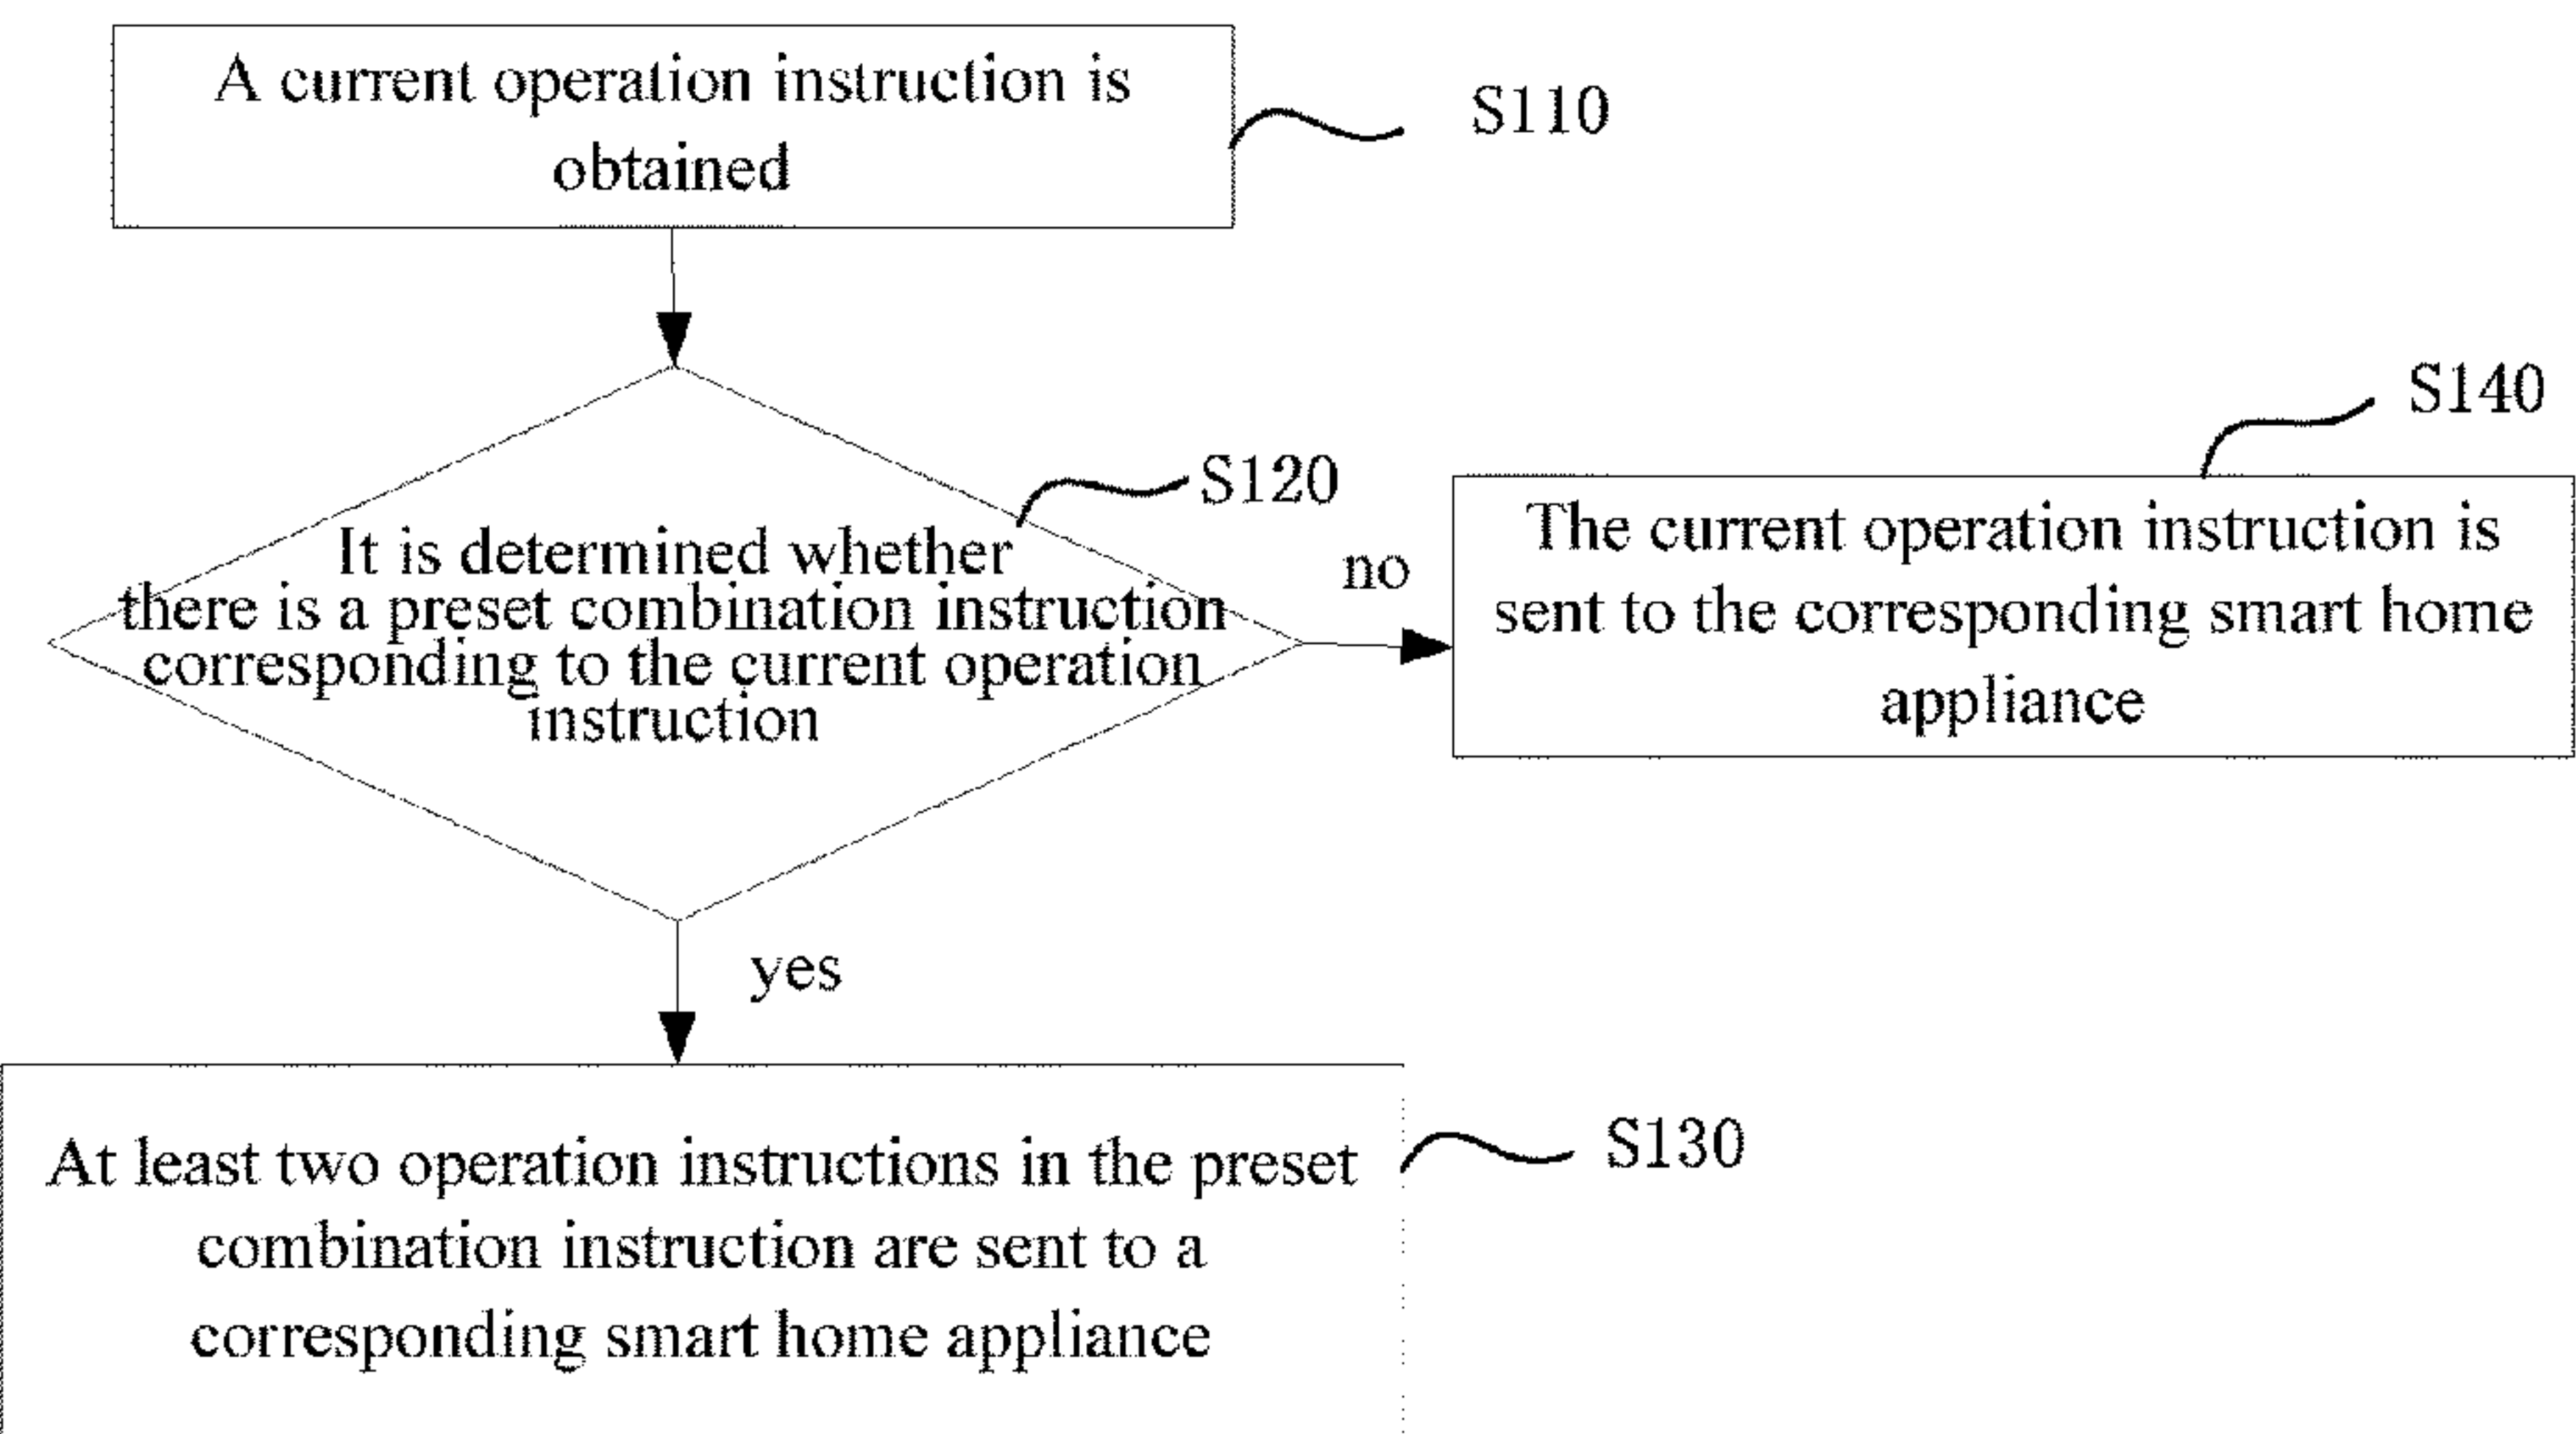 A current operation instruction is
obtained
S110
S120
It is determined whether
there is a preset combination instruction
corresponding to the current operation
instruction
no
S140
The current operation instruction is
sent to the corresponding smart home
appliance
yes
At least two operation instructions in the preset
combination instruction are sent to a
corresponding smart home appliance
S130